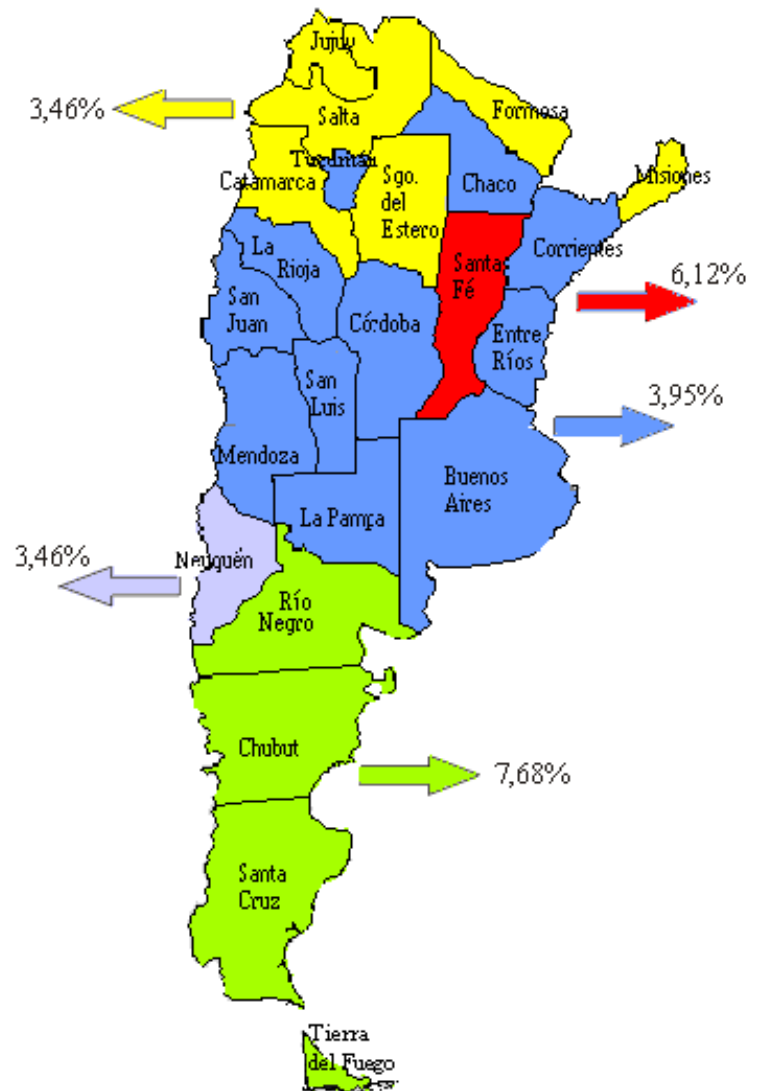 Jujuy
Formosa
3,46%
Salta
Tucumán
Misiones
Catamarca
Sgo.
del
Estero
Chaco
La
Rioja
Santa
Fé
Corrientes
6,12%
San
Juan
Córdoba
Entre
Ríos
San
Luis
3,95%
Mendoza
Buenos
Aires
La Pampa
3,46%
Neuquén
Río
Negro
Chubut
7,68%
Santa
Cruz
Tierra
del Fuego